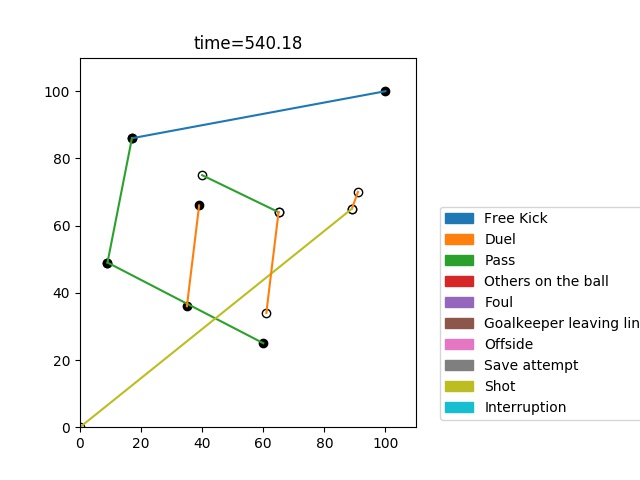 time=540.18
100
80
60
40
20
0
0 20 40 60 80 100
Free Kick
Duel
Pass
Others on the ball
Foul
Goalkeeper leaving lin
Offside
Save attempt
Shot
Interruption